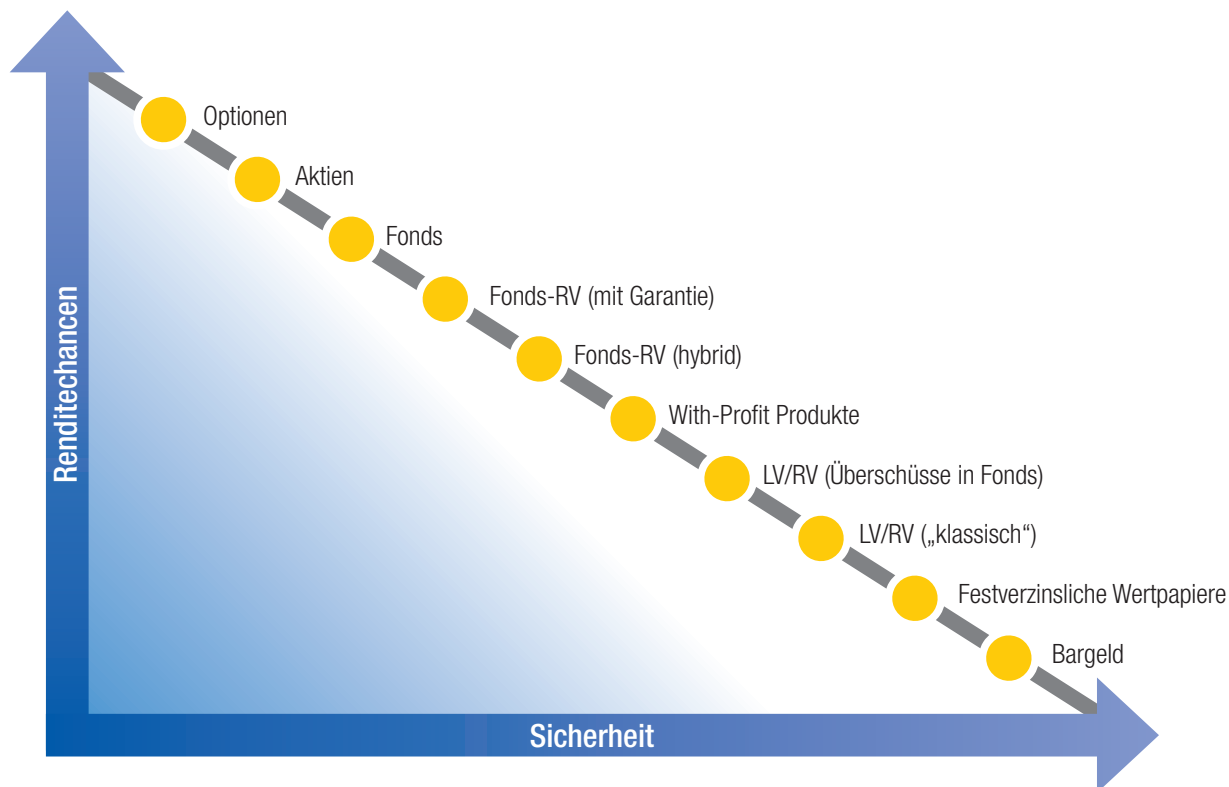 Optionen
Aktien
Fonds
Fonds-RV (mit Garantie)
Fonds-RV (hybrid)
With-Profit Produkte
LV/RV (Überschüsse in Fonds)
LV/RV („klassisch“)
Festverzinsliche Wertpapiere
Bargeld
Renditechancen
Sicherheit